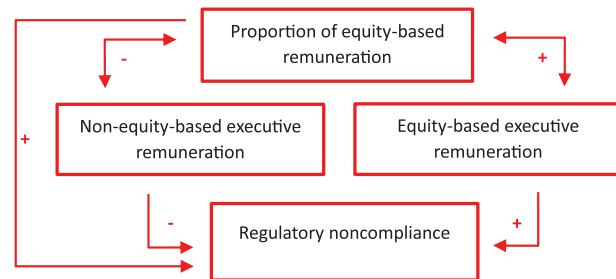 Proportion of equity-based
remuneration
-
+
Non-equity-based executive
remuneration
Equity-based executive
remuneration
+
-
+
Regulatory noncompliance